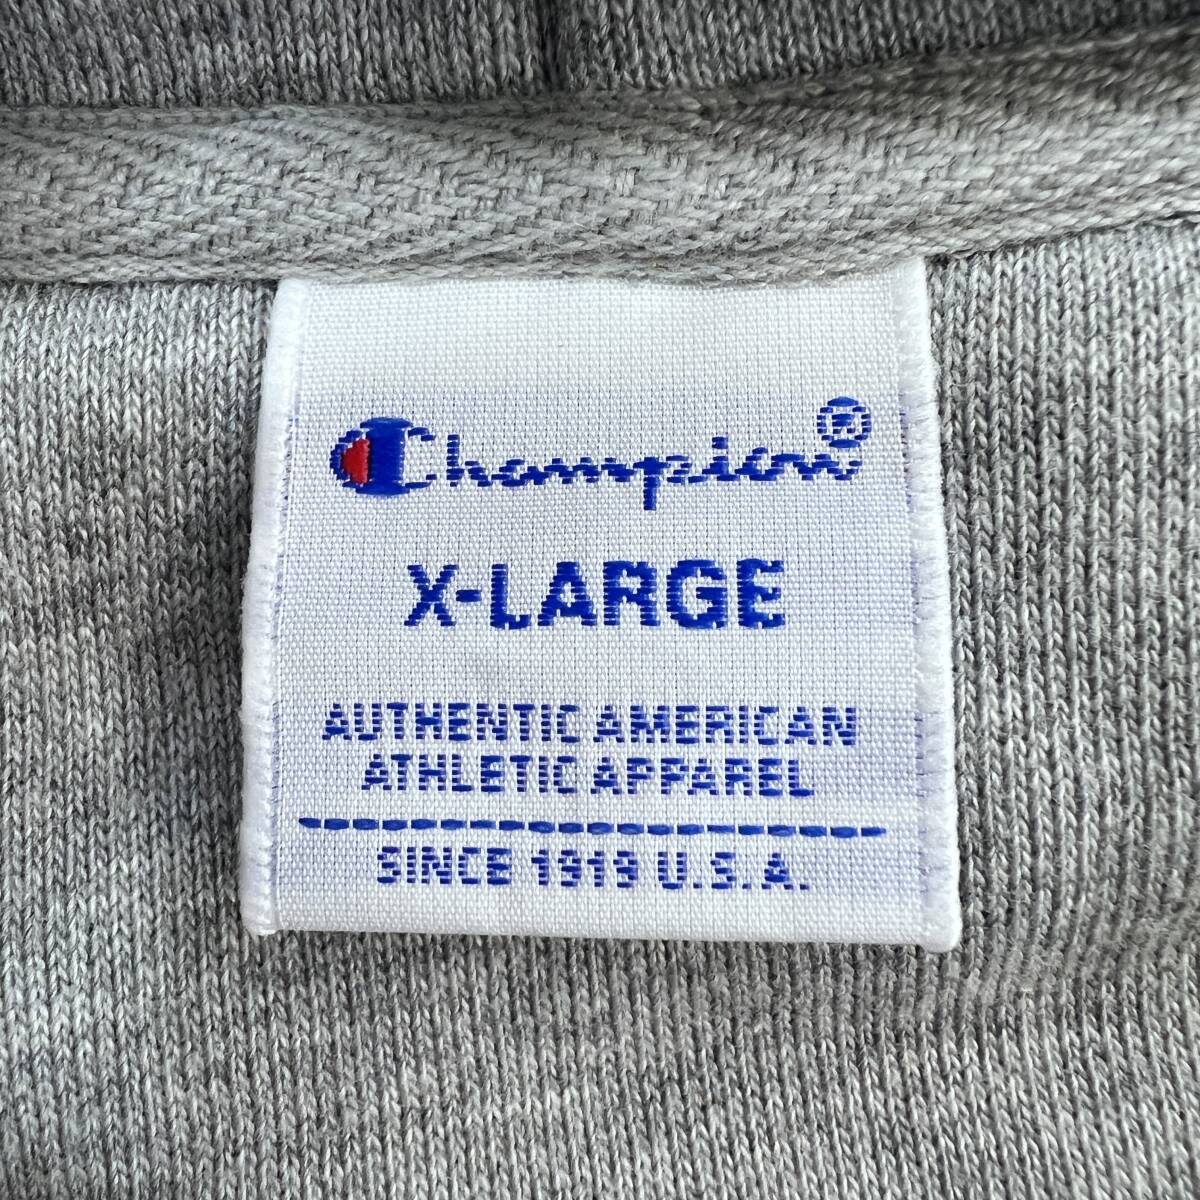 Champion®
X-LARGE
AUTHENTIC AMERICAN
ATHLETIC APPAREL
SINCE 1919 U.S.A.